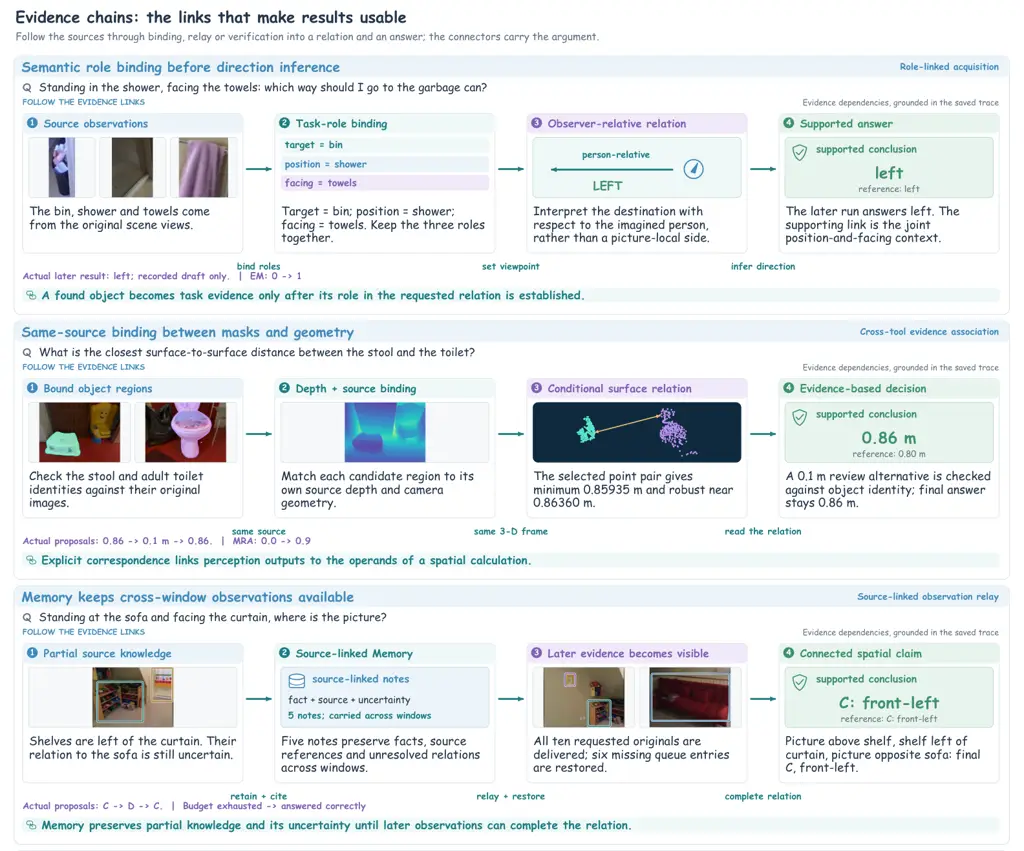 Evidence chains: the links that make results usable
Follow the sources through binding, relay or verification into a relation and an answer; the connectors carry the argument.
Semantic role binding before direction inference
Role-linked acquisition
Q Standing in the shower, facing the towels: which way should I go to the garbage can?
FOLLOW THE EVIDENCE LINKS
Evidence dependencies, grounded in the saved trace
1 Source observations
The bin, shower and towels come
from the original scene views.
2 Task-role binding
target = bin
position = shower
facing = towels
Target = bin; position = shower;
facing = towels. Keep the three roles
together.
3 Observer-relative relation
person-relative
LEFT
Interpret the destination with
respect to the imagined person,
rather than a picture-local side.
4 Supported answer
supported conclusion
left
reference: left
The later run answers left. The
supporting link is the joint
position-and-facing context.
bind roles
set viewpoint
infer direction
Actual later result: left; recorded draft only. | EM: 0 -> 1
A found object becomes task evidence only after its role in the requested relation is established.
Same-source binding between masks and geometry
Cross-tool evidence association
Q What is the closest surface-to-surface distance between the stool and the toilet?
FOLLOW THE EVIDENCE LINKS
Evidence dependencies, grounded in the saved trace
1 Bound object regions
Check the stool and adult toilet
identities against their original
images.
2 Depth + source binding
Match each candidate region to its
own source depth and camera
geometry.
3 Conditional surface relation
The selected point pair gives
minimum 0.85935 m and robust near
0.86360 m.
4 Evidence-based decision
supported conclusion
0.86 m
reference: 0.80 m
A 0.1 m review alternative is checked
against object identity; final answer
stays 0.86 m.
same source
same 3-D frame
read the relation
Actual proposals: 0.86 -> 0.1 m -> 0.86. | MRA: 0.0 -> 0.9
Explicit correspondence links perception outputs to the operands of a spatial calculation.
Memory keeps cross-window observations available
Source-linked observation relay
Q Standing at the sofa and facing the curtain, where is the picture?
FOLLOW THE EVIDENCE LINKS
Evidence dependencies, grounded in the saved trace
1 Partial source knowledge
Shelves are left of the curtain. Their
relation to the sofa is still uncertain.
2 Source-linked Memory
source-linked notes
fact + source + uncertainty
5 notes; carried across windows
Five notes preserve facts, source
references and unresolved relations
across windows.
3 Later evidence becomes visible
All ten requested originals are
delivered; six missing queue entries
are restored.
4 Connected spatial claim
supported conclusion
C: front-left
reference: C: front-left
Picture above shelf, shelf left of
curtain, picture opposite sofa: final
C, front-left.
retain + cite
relay + restore
complete relation
Actual proposals: C -> D -> C. | Budget exhausted -> answered correctly
Memory preserves partial knowledge and its uncertainty until later observations can complete the relation.